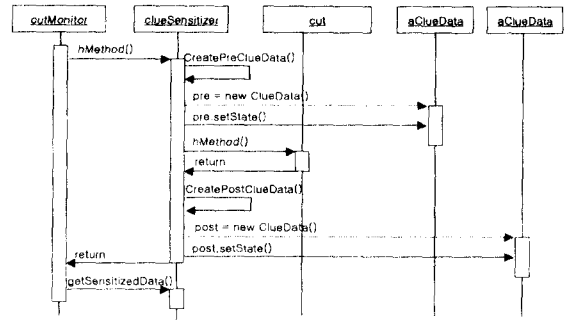 cutMonitor
clueSensitizer
cut
aClueData
aClueData
hMethod()
CreatePreClueData()
pre = new ClueData()
pre.setState()
hMethod()
return
CreatePostClueData()
post = new ClueData()
post.setState()
return
getSensitizedData()